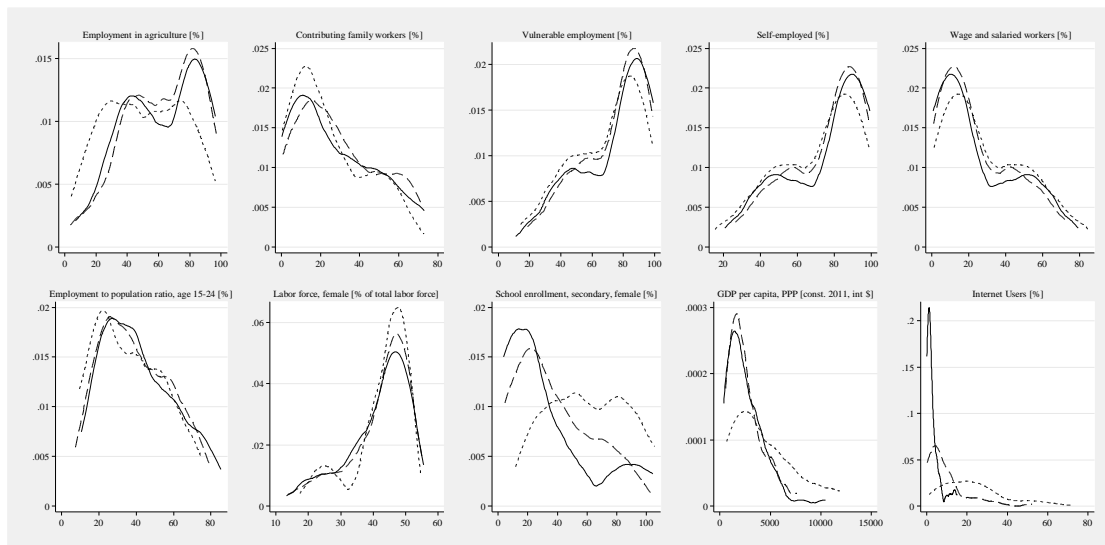 Employment in agriculture [%]
.015
.01
.005
0
0 20 40 60 80 100
Contributing family workers [%]
.025
.02
.015
.01
.005
0
0 20 40 60 80
Vulnerable employment [%]
.025
.02
.015
.01
.005
0
0 20 40 60 80 100
Self-employed [%]
.025
.02
.015
.01
.005
0
20 40 60 80 100
Wage and salaried workers [%]
.025
.02
.015
.01
.005
0
0 20 40 60 80
Employment to population ratio, age 15-24 [%]
.02
.015
.01
.005
0
0 20 40 60 80
Labor force, female [% of total labor force]
.06
.04
.02
0
10 20 30 40 50 60
School enrollment, secondary, female [%]
.02
.015
.01
.005
0
0 20 40 60 80 100
GDP per capita, PPP [const. 2011, int $]
.0003
.0002
.0001
0
0 5000 10000 15000
Internet Users [%]
.2
.15
.1
.05
0
0 20 40 60 80